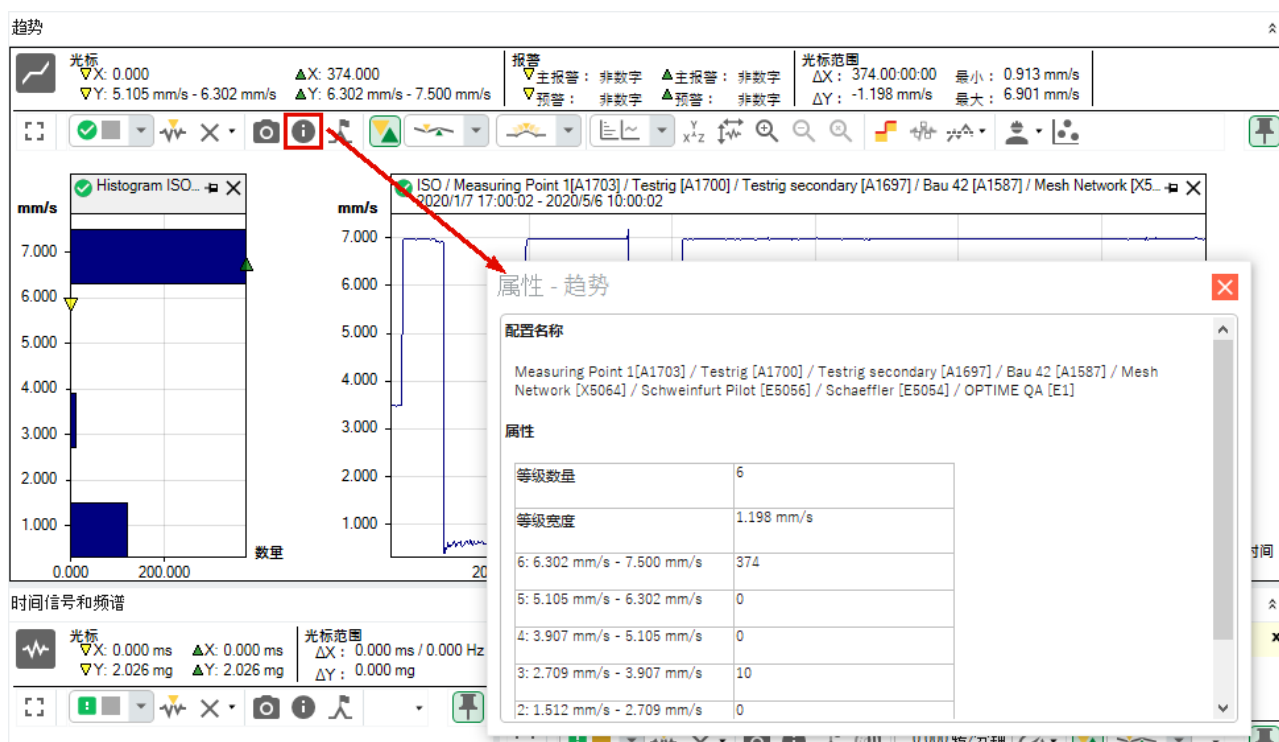 趋势
光标
X: 0.000
X: 374.000
Y: 5.105 mm/s - 6.302 mm/s
Y: 6.302 mm/s - 7.500 mm/s
报警
主报警： 非数字
主报警： 非数字
预警： 非数字
预警： 非数字
光标范围
ΔX： 374.00:00:00
最小： 0.913 mm/s
ΔY： -1.198 mm/s
最大： 6.901 mm/s
Histogram ISO...
mm/s
7.000
6.000
5.000
4.000
3.000
2.000
1.000
数量
0.000
200.000
ISO / Measuring Point 1[A1703] / Testrig [A1700] / Testrig secondary [A1697] / Bau 42 [A1587] / Mesh Network [X5...
2020/1/7 17:00:02 - 2020/5/6 10:00:02
mm/s
7.000
6.000
5.000
4.000
3.000
2.000
1.000
20
时间
属性 - 趋势
配置名称
Measuring Point 1[A1703] / Testrig [A1700] / Testrig secondary [A1697] / Bau 42 [A1587] / Mesh
Network [X5064] / Schweinfurt Pilot [E5056] / Schaeffler [E5054] / OPTIME QA [E1]
属性
等级数量 6
等级宽度 1.198 mm/s
6: 6.302 mm/s - 7.500 mm/s 374
5: 5.105 mm/s - 6.302 mm/s 0
4: 3.907 mm/s - 5.105 mm/s 0
3: 2.709 mm/s - 3.907 mm/s 10
2: 1.512 mm/s - 2.709 mm/s 0
时间信号和频谱
光标
X: 0.000 ms
X: 0.000 ms
Y: 2.026 mg
Y: 2.026 mg
光标范围
ΔX： 0.000 ms / 0.000 Hz
ΔY： 0.000 mg